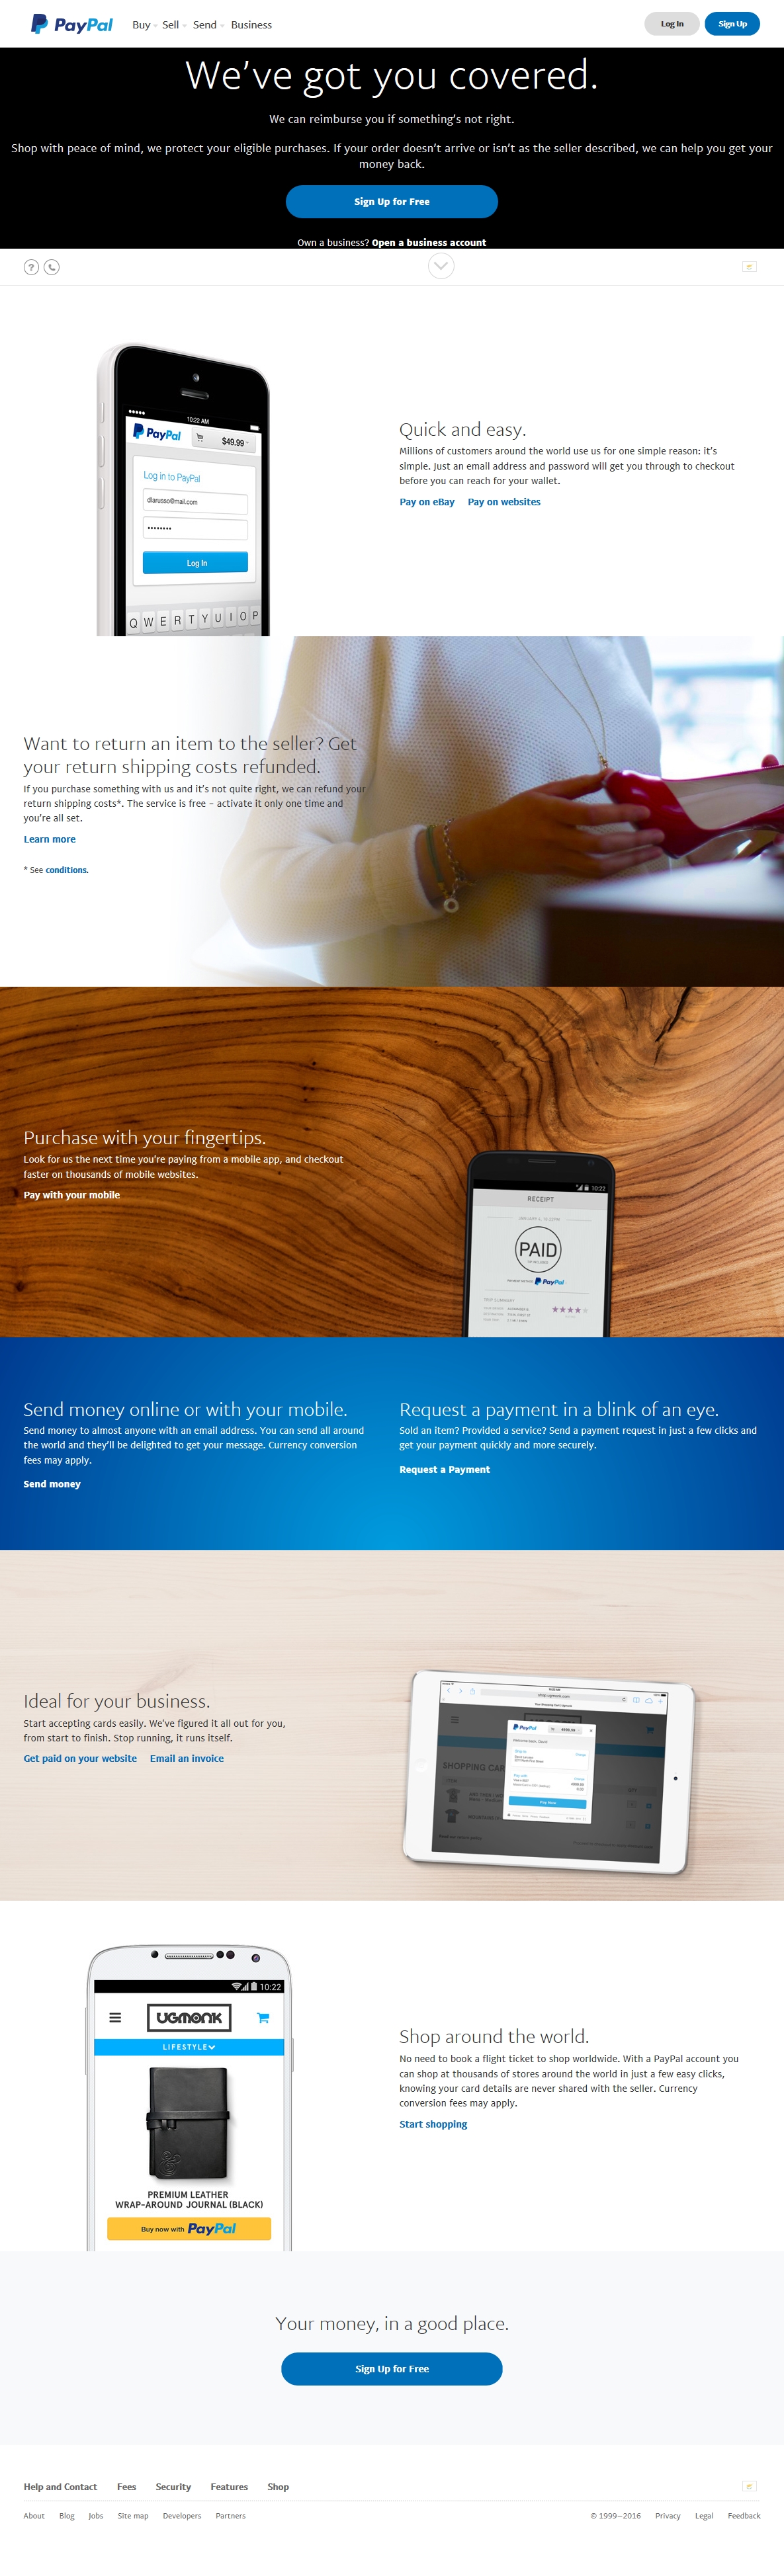 PayPal Buy Sell Send Business Log In Sign Up
We've got you covered.
We can reimburse you if something's not right.
Shop with peace of mind, we protect your eligible purchases. If your order doesn't arrive or isn't as the seller described, we can help you get your
money back.
Sign Up for Free
Own a business? Open a business account
?
10:22 AM
PayPal $49.99
Log in to PayPal
dlarusso@mail.com
Log In
Q W E R T Y U I O P
Quick and easy.
Millions of customers around the world use us for one simple reason: it's
simple. Just an email address and password will get you through to checkout
before you can reach for your wallet.
Pay on eBay Pay on websites
Want to return an item to the seller? Get
your return shipping costs refunded.
If you purchase something with us and it's not quite right, we can refund your
return shipping costs*. The service is free – activate it only one time and
you're all set.
Learn more
* See conditions.
Purchase with your fingertips.
Look for us the next time you're paying from a mobile app, and checkout
faster on thousands of mobile websites.
Pay with your mobile
10:22
RECEIPT
PAID
PayPal
Send money online or with your mobile.
Send money to almost anyone with an email address. You can send all around
the world and they'll be delighted to get your message. Currency conversion
fees may apply.
Send money
Request a payment in a blink of an eye.
Sold an item? Provided a service? Send a payment request in just a few clicks and
get your payment quickly and more securely.
Request a Payment
Ideal for your business.
Start accepting cards easily. We've figured it all out for you,
from start to finish. Stop running, it runs itself.
Get paid on your website Email an invoice
PayPal
SHOPPING
Pay Now
10:22
UGMONK
LIFESTYLE
PREMIUM LEATHER
WRAP-AROUND JOURNAL (BLACK)
Buy now with PayPal
Shop around the world.
No need to book a flight ticket to shop worldwide. With a PayPal account you
can shop at thousands of stores around the world in just a few easy clicks,
knowing your card details are never shared with the seller. Currency
conversion fees may apply.
Start shopping
Your money, in a good place.
Sign Up for Free
Help and Contact Fees Security Features Shop
About Blog Jobs Site map Developers Partners © 1999–2016 Privacy Legal Feedback